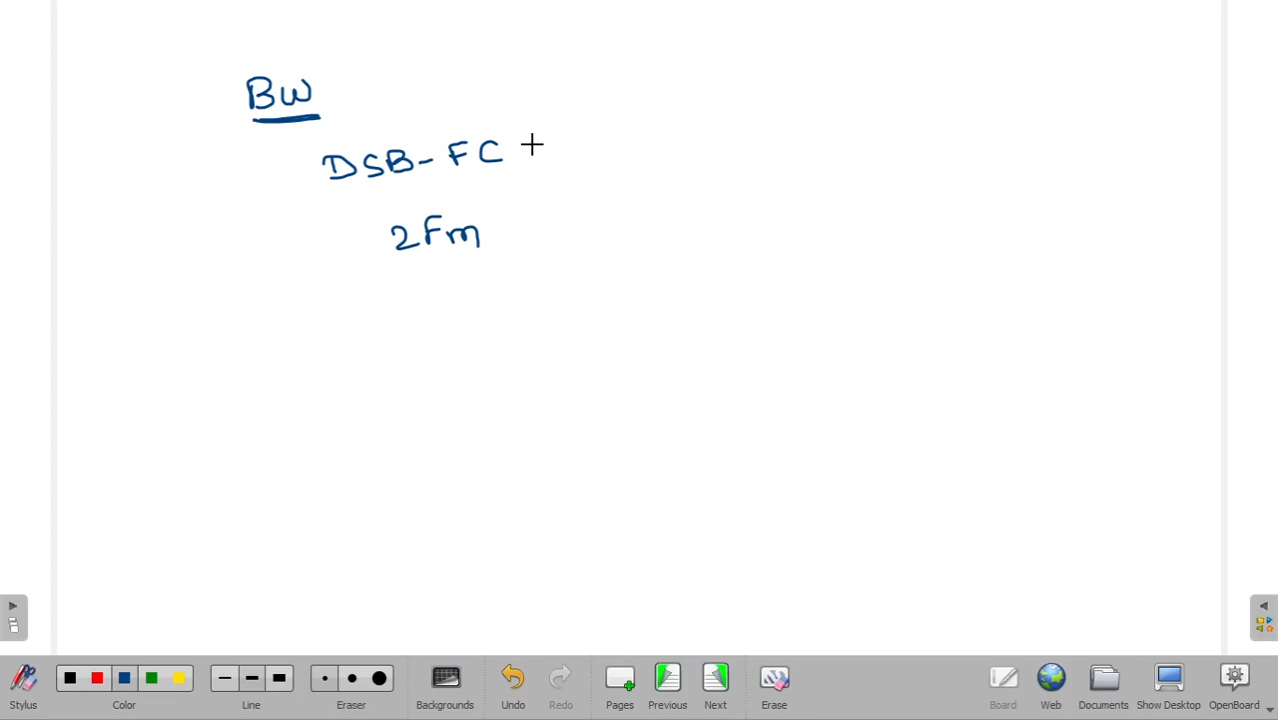 BW
DSB-FC
2Fm
Stylus Color Line Eraser Backgrounds Undo Redo Pages Previous Next Erase Board Web Documents Show Desktop OpenBoard